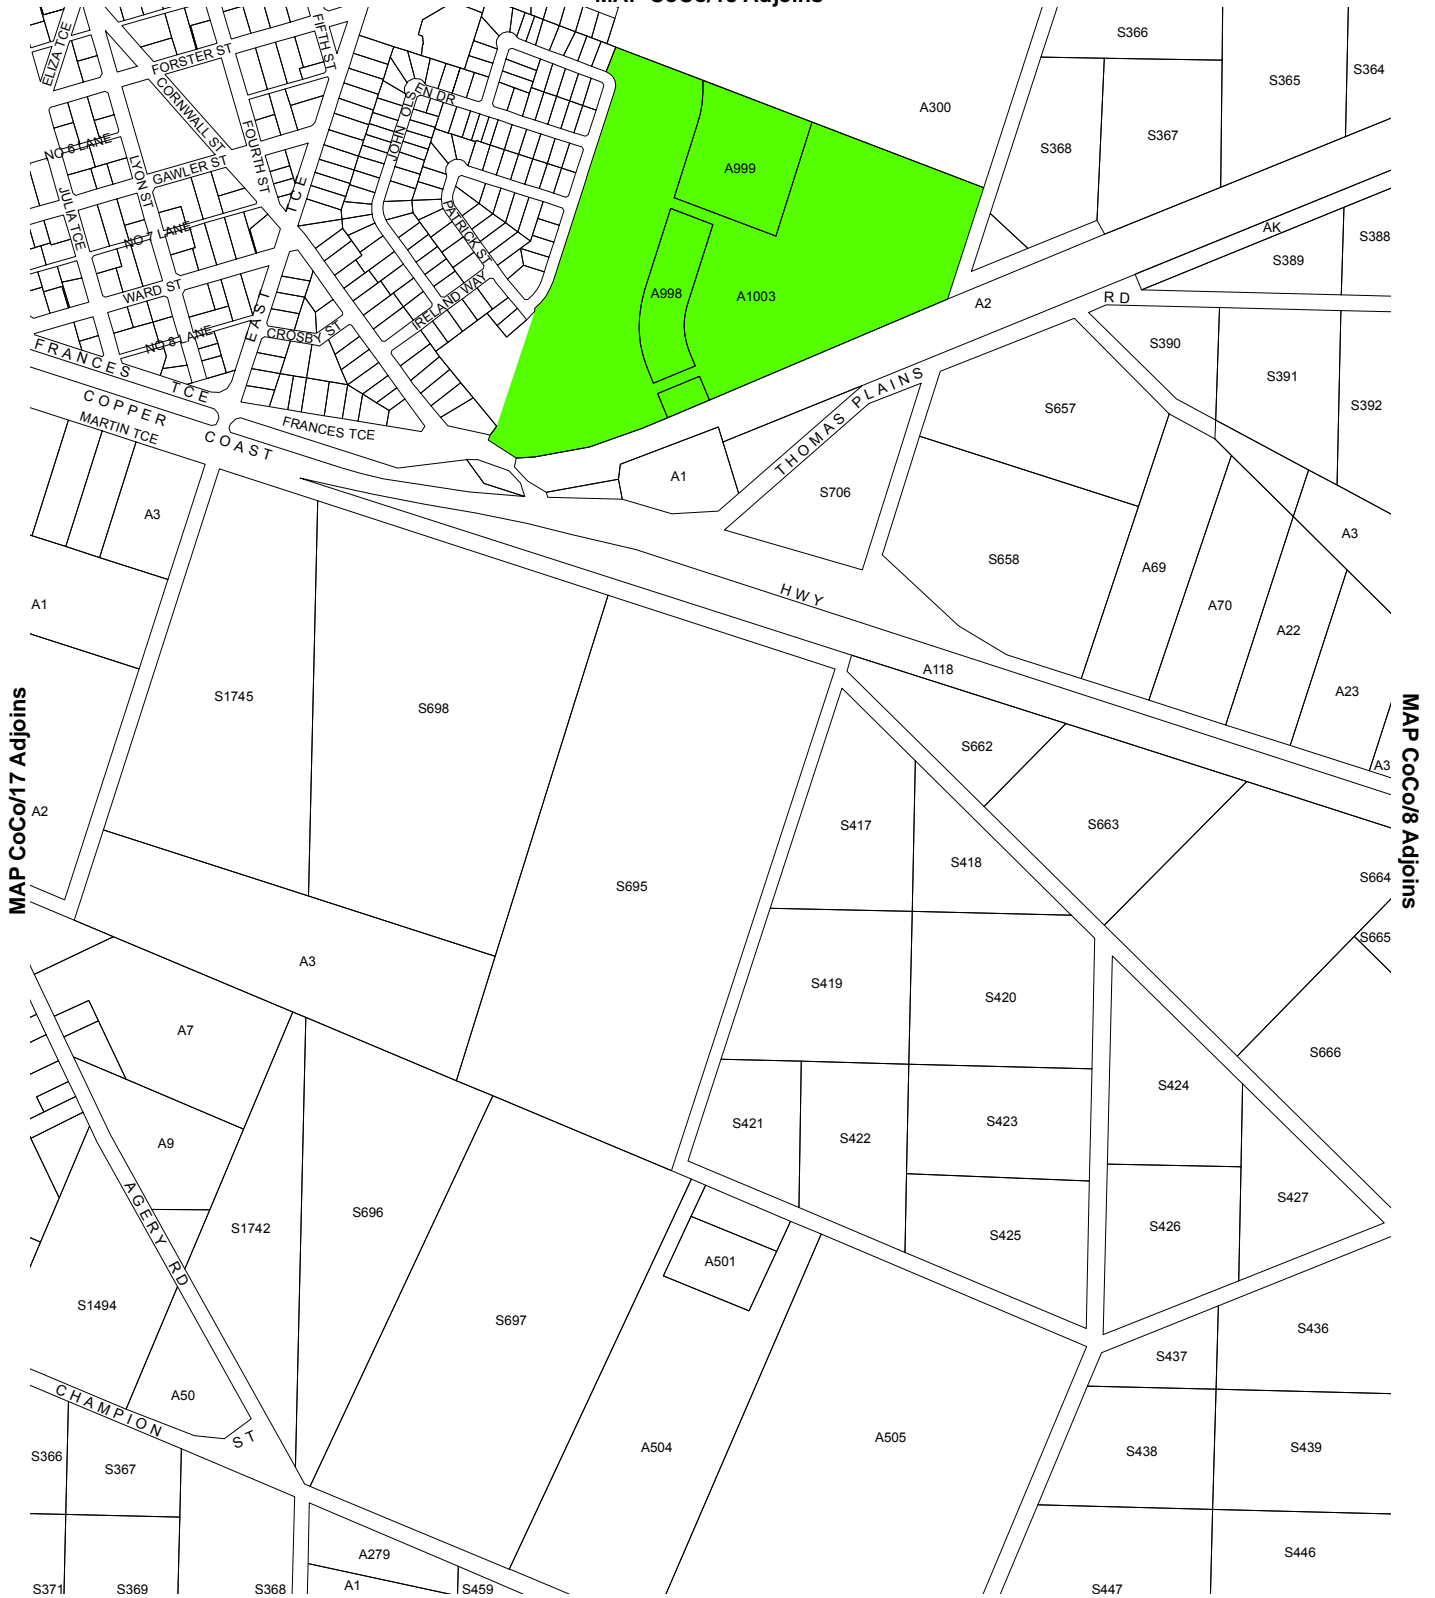 MAP CoCo/17 Adjoins
MAP CoCo/8 Adjoins
ELIZA TCE
FORSTER ST
FIFTH ST
CORNWALL ST
FOURTH ST
NO 6 LANE
LYON ST
GAWLER ST
JULIA TCE
NO 7 LANE
WARD ST
NO 8 LANE
EAST TCE
CROSBY ST
JOHN OLSEN DR
PATRICK ST
IRELAND WAY
FRANCES TCE
COPPER COAST HWY
MARTIN TCE
FRANCES TCE
THOMAS PLAINS RD
A300
S366
S365
S364
S368
S367
A999
A998
A1003
A2
AK
S388
S389
S390
S391
S392
S657
A1
S706
S658
A69
A70
A22
A3
A23
A3
A3
A1
A2
S1745
S698
S695
A118
S662
S663
S664
S665
S666
S417
S418
S419
S420
S421
S422
S423
S424
S425
S426
S427
A3
A7
A9
AGERY RD
S1742
S696
S697
A501
S1494
A50
CHAMPION ST
A504
A505
S436
S437
S438
S439
S446
S447
S366
S367
S371
S369
S368
A279
A1
S459